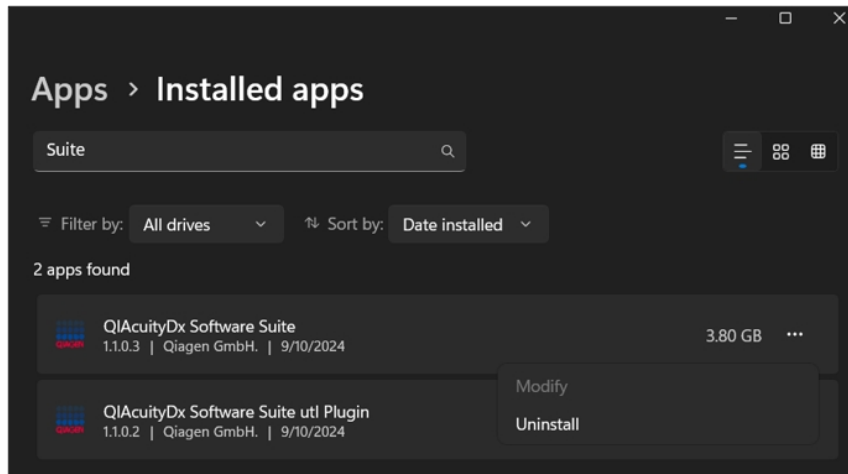 Apps > Installed apps
Suite
Filter by: All drives Sort by: Date installed
2 apps found
QIAcuityDx Software Suite
1.1.0.3 | Qiagen GmbH. | 9/10/2024
3.80 GB
Modify
Uninstall
QIAcuityDx Software Suite utl Plugin
1.1.0.2 | Qiagen GmbH. | 9/10/2024
QIAGEN
QIAGEN